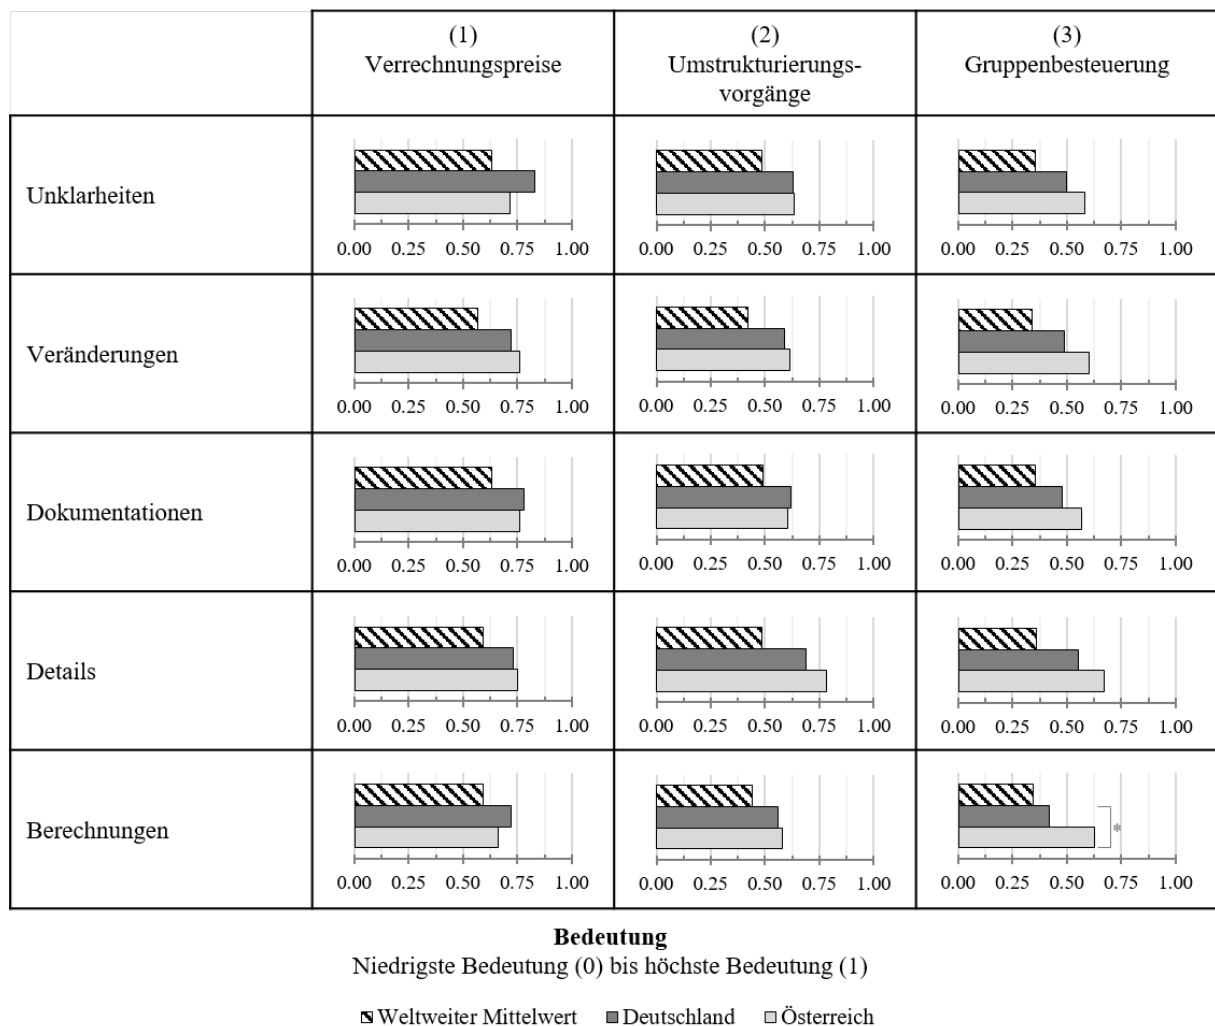 (1)
Verrechnungspreise
(2)
Umstrukturierungs-
vorgänge
(3)
Gruppenbesteuerung
Unklarheiten
0.00 0.25 0.50 0.75 1.00
0.00 0.25 0.50 0.75 1.00
0.00 0.25 0.50 0.75 1.00
Veränderungen
0.00 0.25 0.50 0.75 1.00
0.00 0.25 0.50 0.75 1.00
0.00 0.25 0.50 0.75 1.00
Dokumentationen
0.00 0.25 0.50 0.75 1.00
0.00 0.25 0.50 0.75 1.00
0.00 0.25 0.50 0.75 1.00
Details
0.00 0.25 0.50 0.75 1.00
0.00 0.25 0.50 0.75 1.00
0.00 0.25 0.50 0.75 1.00
Berechnungen
0.00 0.25 0.50 0.75 1.00
0.00 0.25 0.50 0.75 1.00
*
0.00 0.25 0.50 0.75 1.00
Bedeutung
Niedrigste Bedeutung (0) bis höchste Bedeutung (1)
Weltweiter Mittelwert Deutschland Österreich